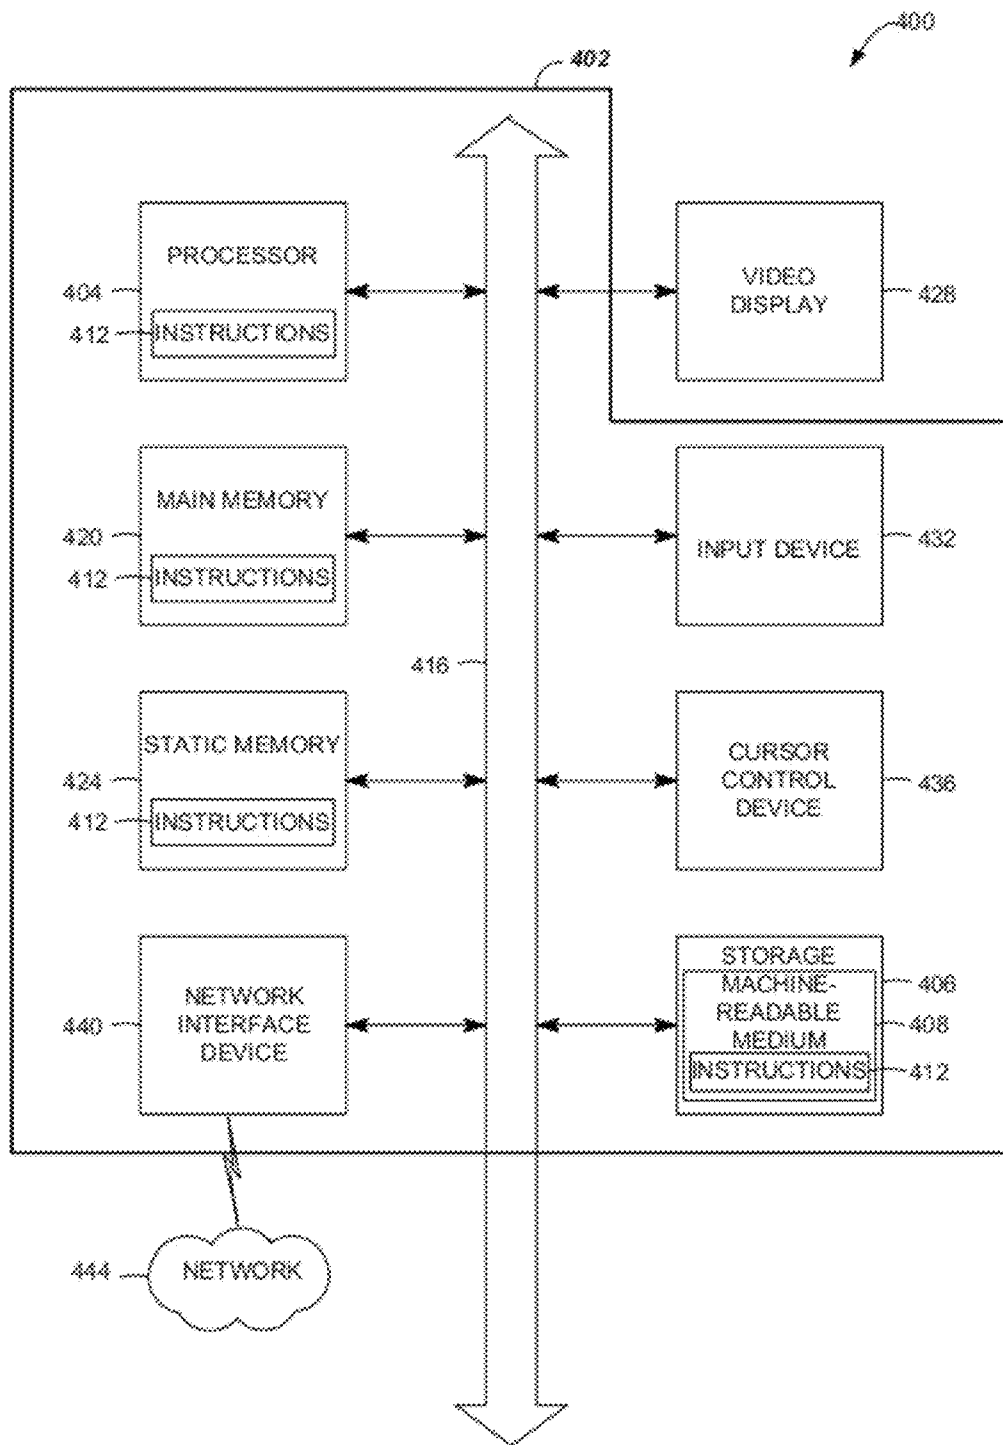 400
402
PROCESSOR
404
412
INSTRUCTIONS
VIDEO
DISPLAY
428
MAIN MEMORY
420
412
INSTRUCTIONS
INPUT DEVICE
432
416
STATIC MEMORY
424
412
INSTRUCTIONS
CURSOR
CONTROL
DEVICE
436
NETWORK
INTERFACE
DEVICE
440
STORAGE
MACHINE-
READABLE
MEDIUM
INSTRUCTIONS
406
408
412
444
NETWORK